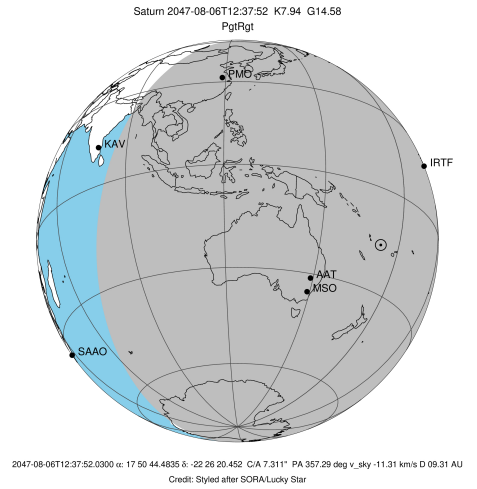 Saturn 2047-08-06T12:37:52  K7.94  G14.58
PgtRgt
PMO
KAV
IRTF
AAT
MSO
SAAO
2047-08-06T12:37:52.0300 α: 17 50 44.4835 δ: -22 26 20.452  C/A 7.311"  PA 357.29 deg v_sky -11.31 km/s D 09.31 AU
Credit: Styled after SORA/Lucky Star